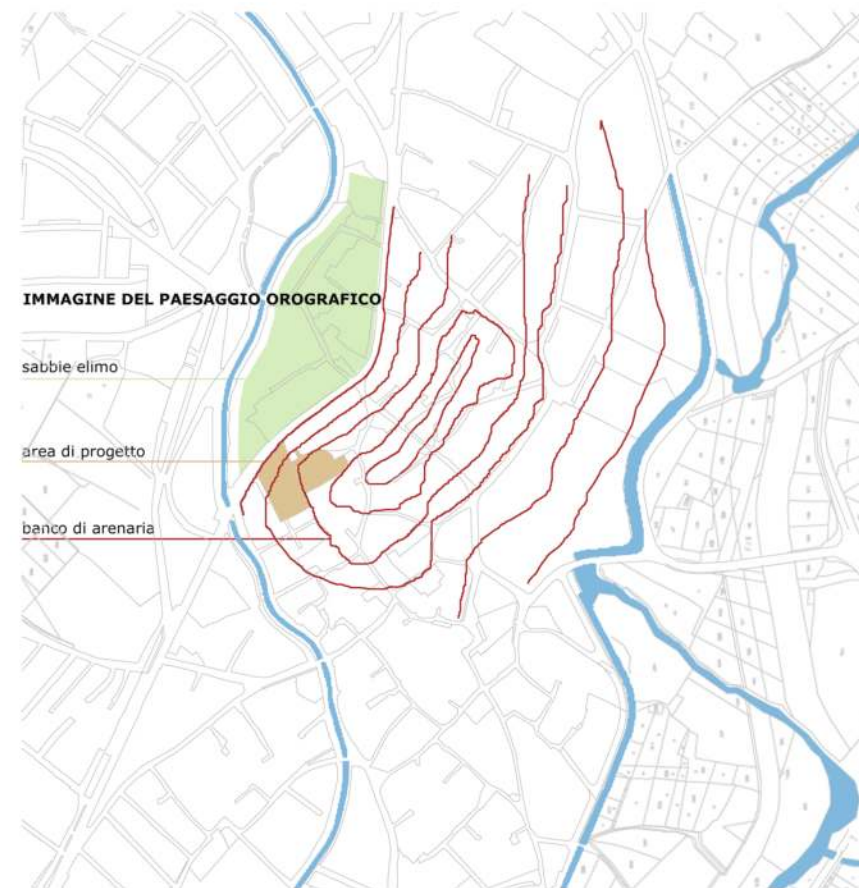 IMMAGINE DEL PAESAGGIO OROGRAFICO
sabbie elimo
area di progetto
banco di arenaria